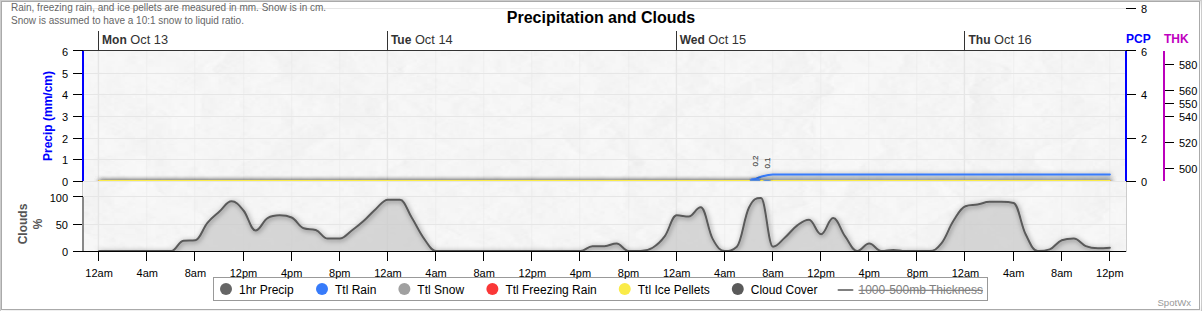 Rain, freezing rain, and ice pellets are measured in mm. Snow is in cm.
Snow is assumed to have a 10:1 snow to liquid ratio.
Precipitation and Clouds
8
Mon Oct 13
Tue Oct 14
Wed Oct 15
Thu Oct 16
PCP
THK
Precip (mm/cm)
6
5
4
3
2
1
0
0.2
0.1
6
4
2
0
580
560
550
540
520
500
Clouds
%
100
50
0
12am 4am 8am 12pm 4pm 8pm 12am 4am 8am 12pm 4pm 8pm 12am 4am 8am 12pm 4pm 8pm 12am 4am 8am 12pm
1hr Precip Ttl Rain Ttl Snow Ttl Freezing Rain Ttl Ice Pellets Cloud Cover 1000-500mb Thickness
SpotWx